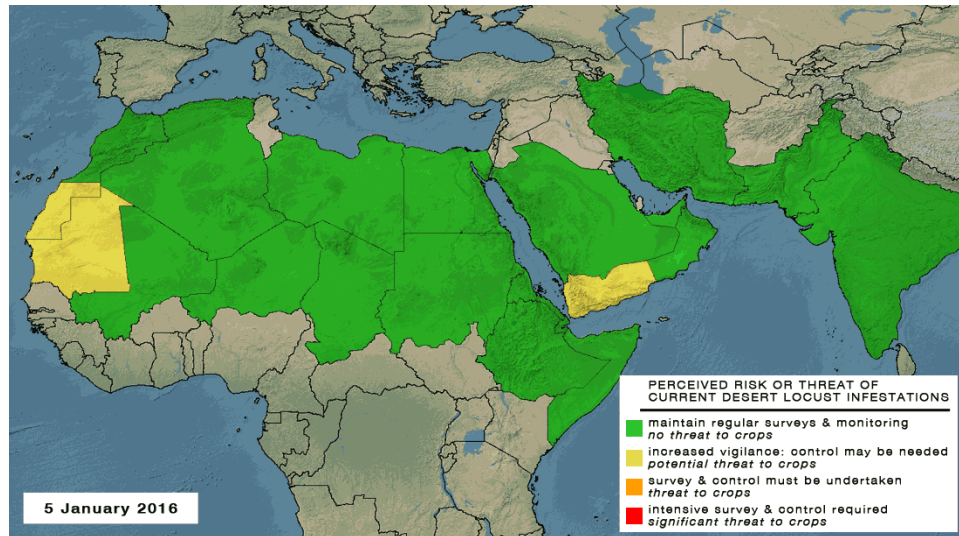 PERCEIVED RISK OR THREAT OF
CURRENT DESERT LOCUST INFESTATIONS
maintain regular surveys & monitoring
no threat to crops
increased vigilance: control may be needed
potential threat to crops
survey & control must be undertaken
threat to crops
intensive survey & control required
significant threat to crops
5 January 2016